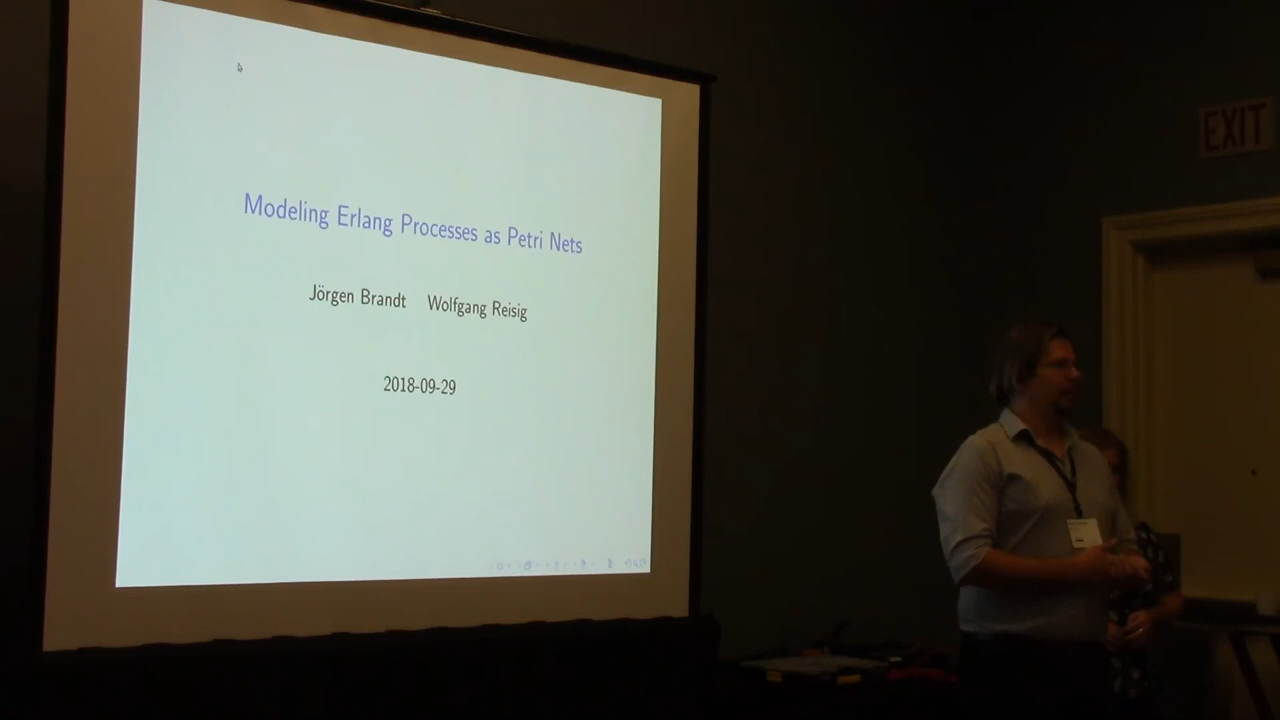 Modeling Erlang Processes as Petri Nets
Jörgen Brandt Wolfgang Reisig
2018-09-29
EXIT